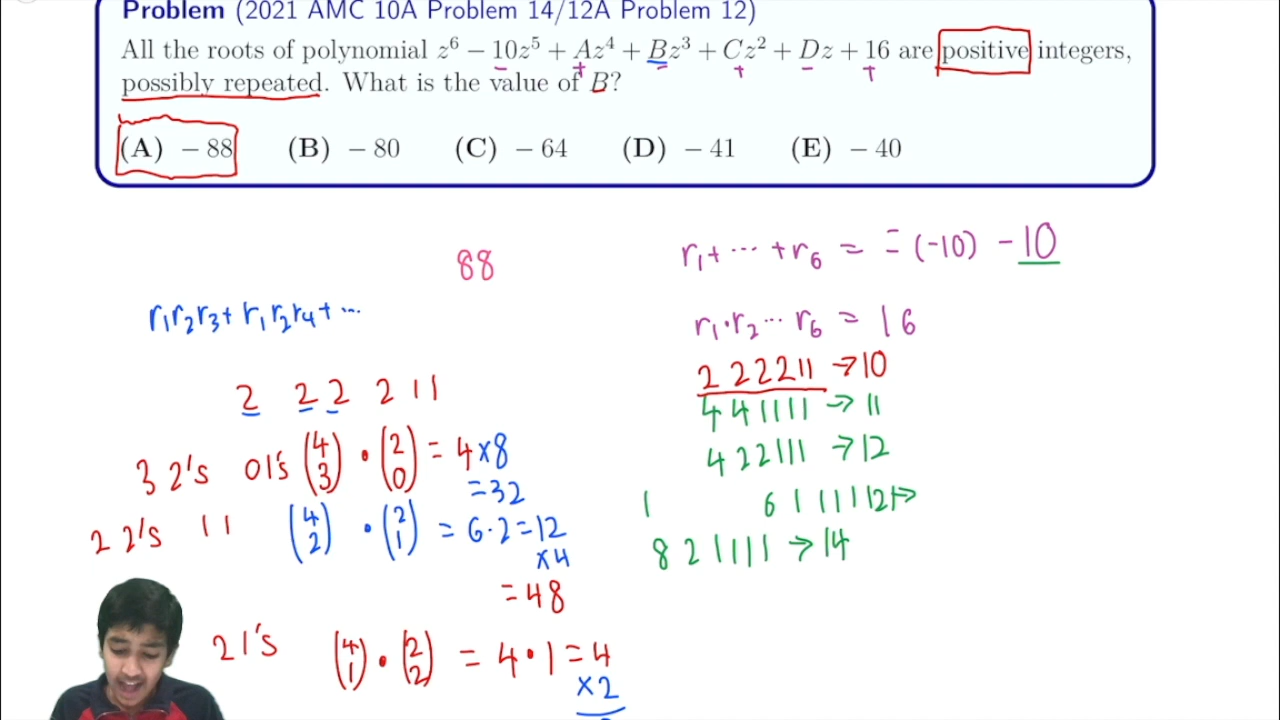 Problem (2021 AMC 10A Problem 14/12A Problem 12)
All the roots of polynomial z⁶ − 10z⁵ + Az⁴ + Bz³ + Cz² + Dz + 16 are positive integers,
+ − + − +
possibly repeated. What is the value of B?
(A) − 88 (B) − 80 (C) − 64 (D) − 41 (E) − 40
88
r₁r₂r₃ + r₁r₂r₄ + ...
2 2 2 2 1 1
3 2's 0 1's (4 3) · (2 0) = 4 × 8
= 32
2 2's 1 1 (4 2) · (2 1) = 6 · 2 = 12
× 4
= 48
2 1's (4 1) · (2 2) = 4 · 1 = 4
× 2
r₁ + ... + r₆ = = (-10) - 10
r₁ · r₂ ... r₆ = 16
2 2 2 2 1 1 → 10
4 4 1 1 1 1 → 11
4 2 2 1 1 1 → 12
8 2 1 1 1 1 → 14